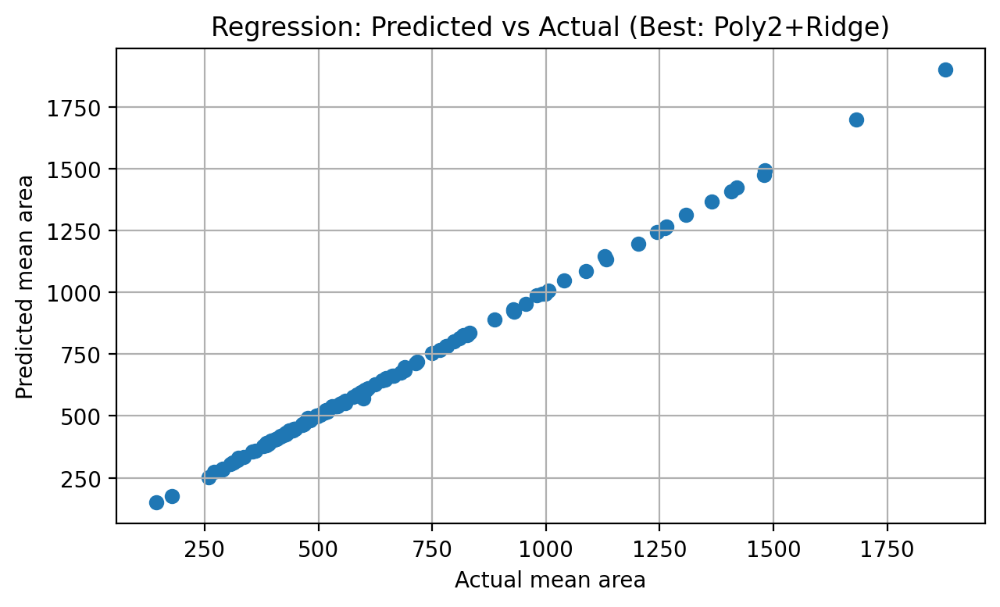 Regression: Predicted vs Actual (Best: Poly2+Ridge)
Predicted mean area
1750
1500
1250
1000
750
500
250
250 500 750 1000 1250 1500 1750
Actual mean area